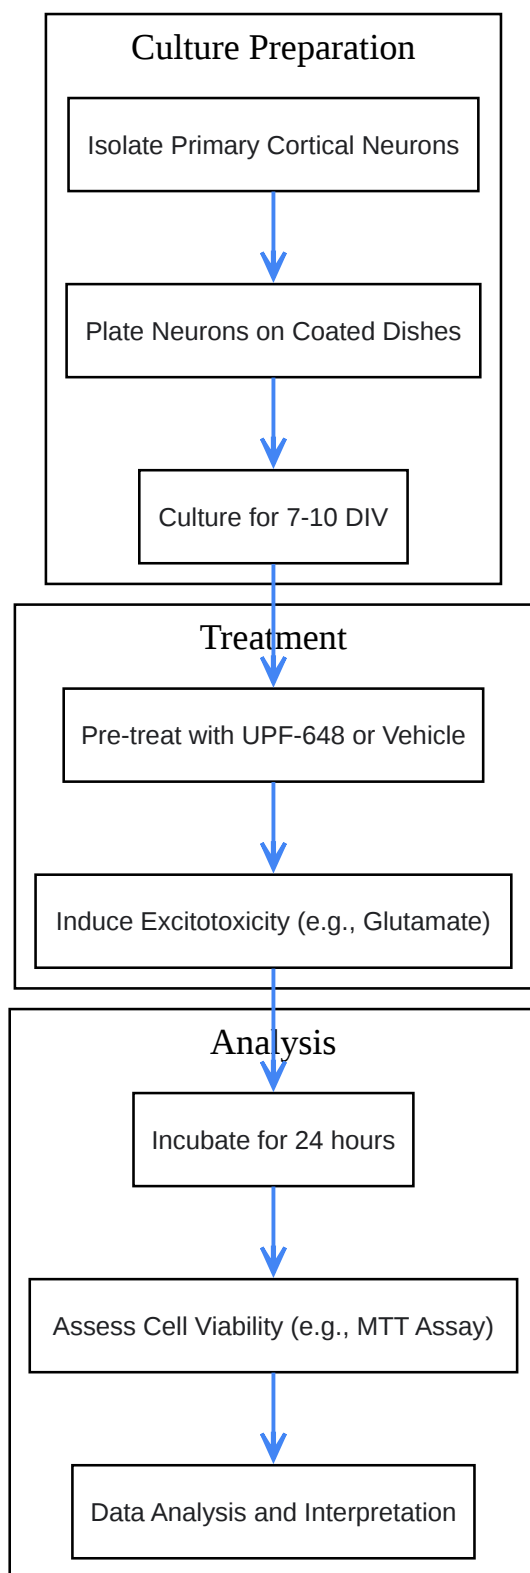 Culture Preparation
Isolate Primary Cortical Neurons
Plate Neurons on Coated Dishes
Culture for 7-10 DIV
Treatment
Pre-treat with UPF-648 or Vehicle
Induce Excitotoxicity (e.g., Glutamate)
Analysis
Incubate for 24 hours
Assess Cell Viability (e.g., MTT Assay)
Data Analysis and Interpretation